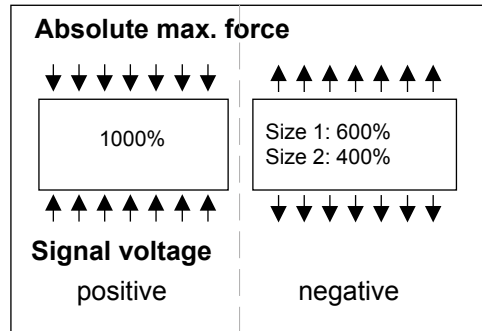 Absolute max. force
1000%
Size 1: 600%
Size 2: 400%
Signal voltage
positive
negative